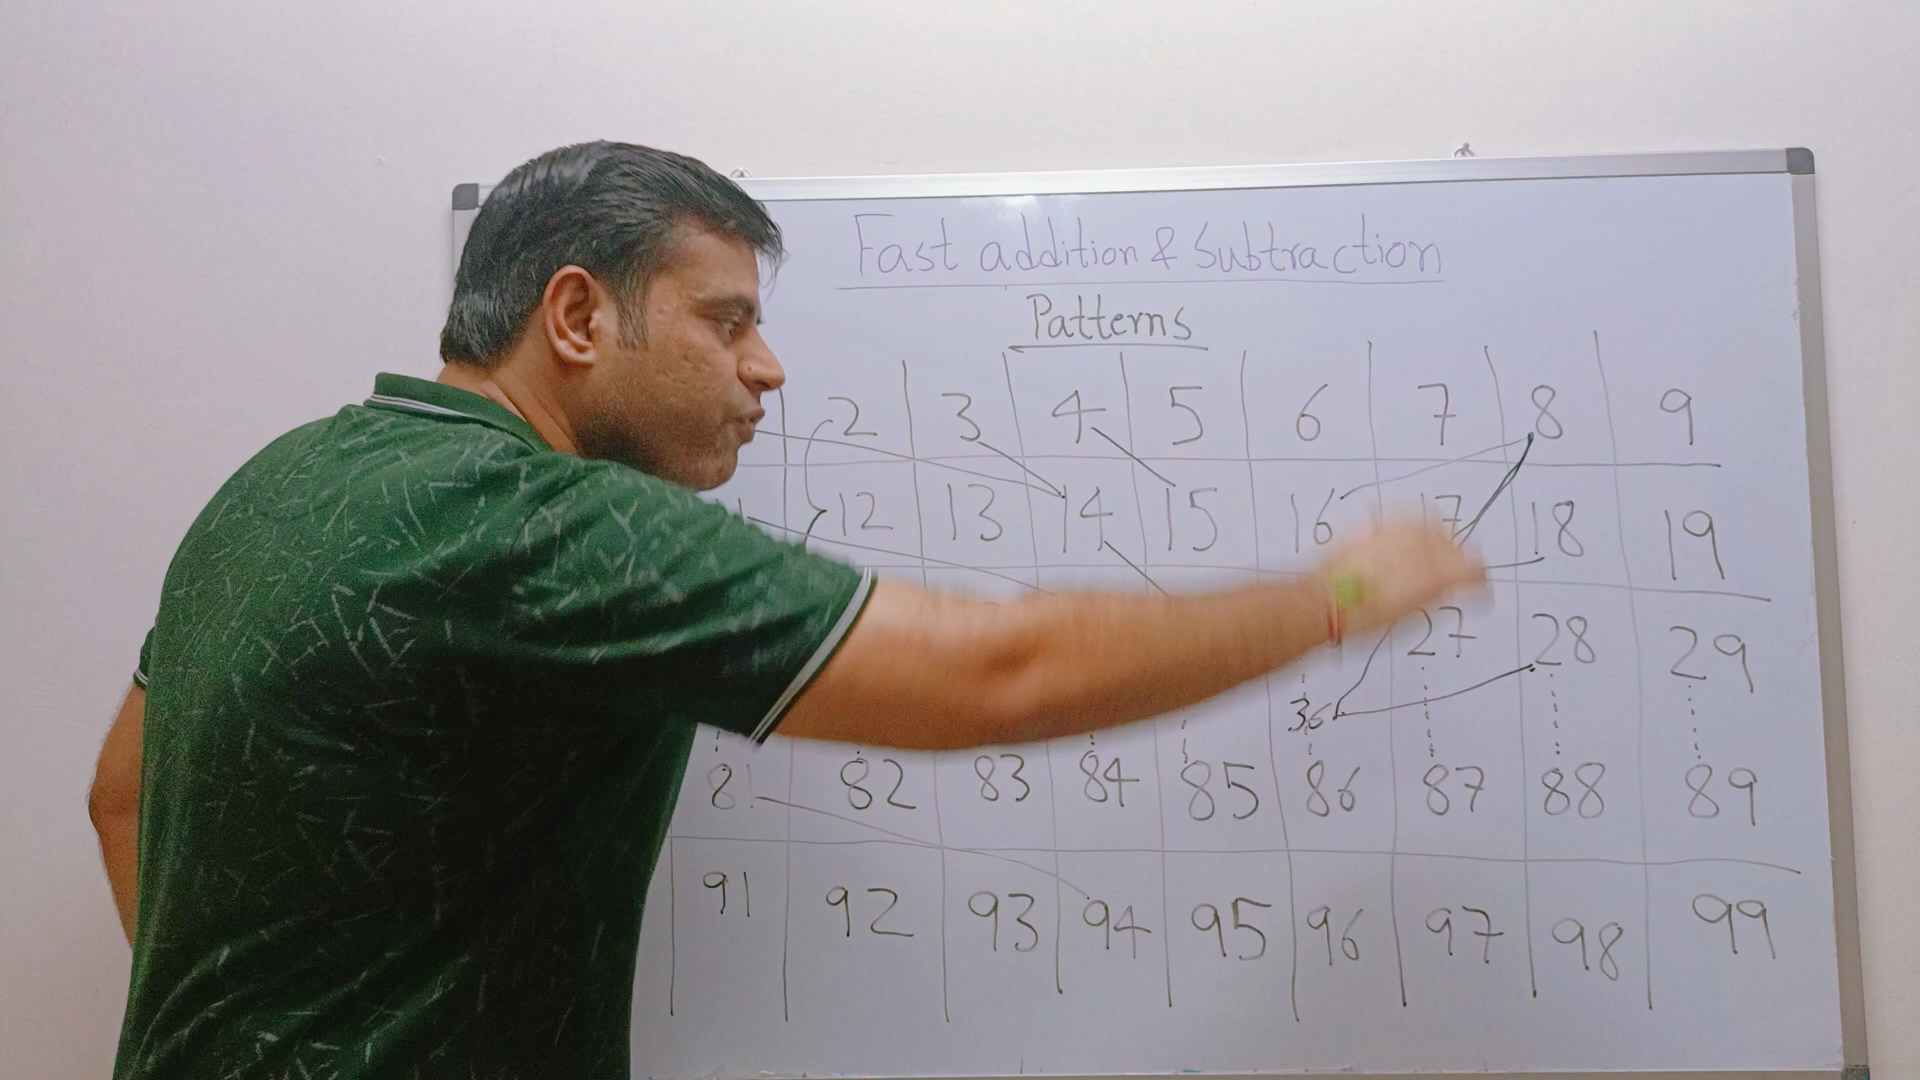 Fast addition & Subtraction
Patterns
2 3 4 5 6 7 8 9
12 13 14 15 16 17 18 19
27 28 29
36
81 82 83 84 85 86 87 88 89
91 92 93 94 95 96 97 98 99